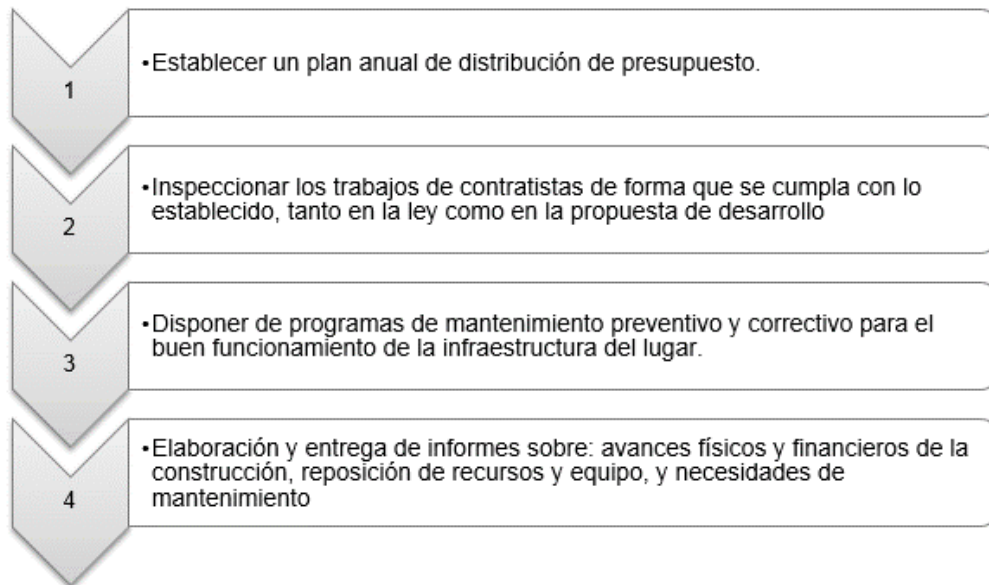 1
•Establecer un plan anual de distribución de presupuesto.
2
•Inspeccionar los trabajos de contratistas de forma que se cumpla con lo
establecido, tanto en la ley como en la propuesta de desarrollo
3
•Disponer de programas de mantenimiento preventivo y correctivo para el
buen funcionamiento de la infraestructura del lugar.
4
•Elaboración y entrega de informes sobre: avances físicos y financieros de la
construcción, reposición de recursos y equipo, y necesidades de
mantenimiento